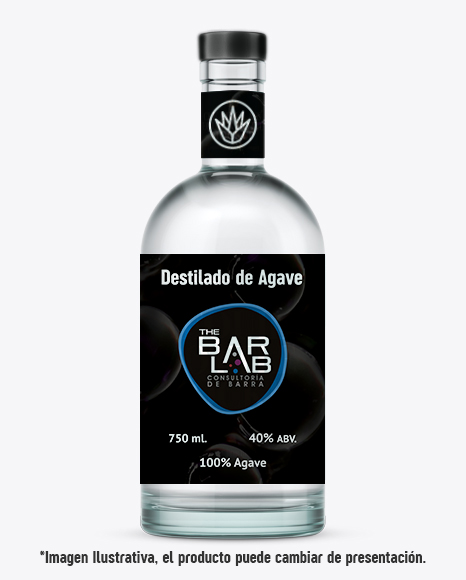 Destilado de Agave
THE
BAR
LAB
CONSULTORIA
DE BARRA
750 ml. 40% ABV.
100% Agave
*Imagen Ilustrativa, el producto puede cambiar de presentación.